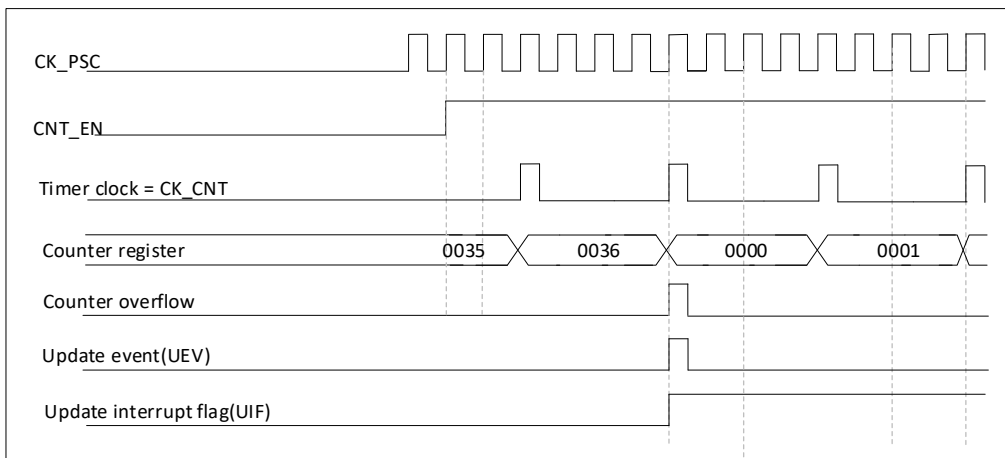 CK_PSC
CNT_EN
Timer clock = CK_CNT
Counter register 0035 0036 0000 0001
Counter overflow
Update event(UEV)
Update interrupt flag(UIF)